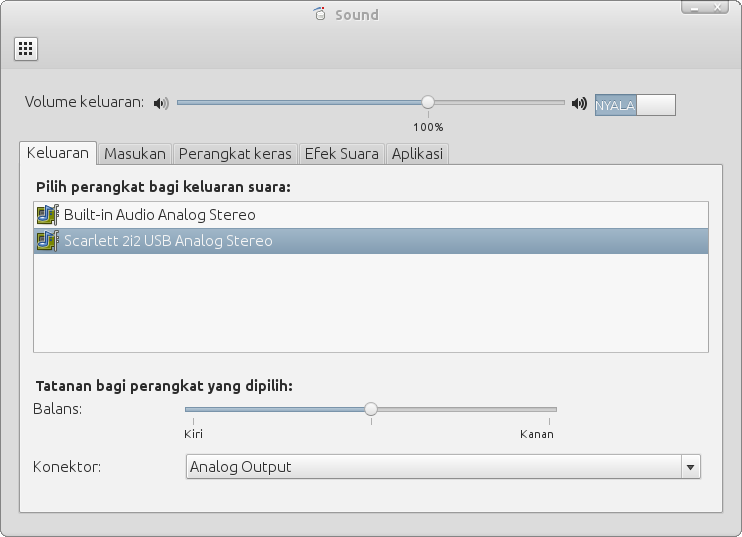 Sound
Volume keluaran:
NYALA
100%
Keluaran Masukan Perangkat keras Efek Suara Aplikasi
Pilih perangkat bagi keluaran suara:
Built-in Audio Analog Stereo
Scarlett 2i2 USB Analog Stereo
Tatanan bagi perangkat yang dipilih:
Balans:
Kiri Kanan
Konektor: Analog Output